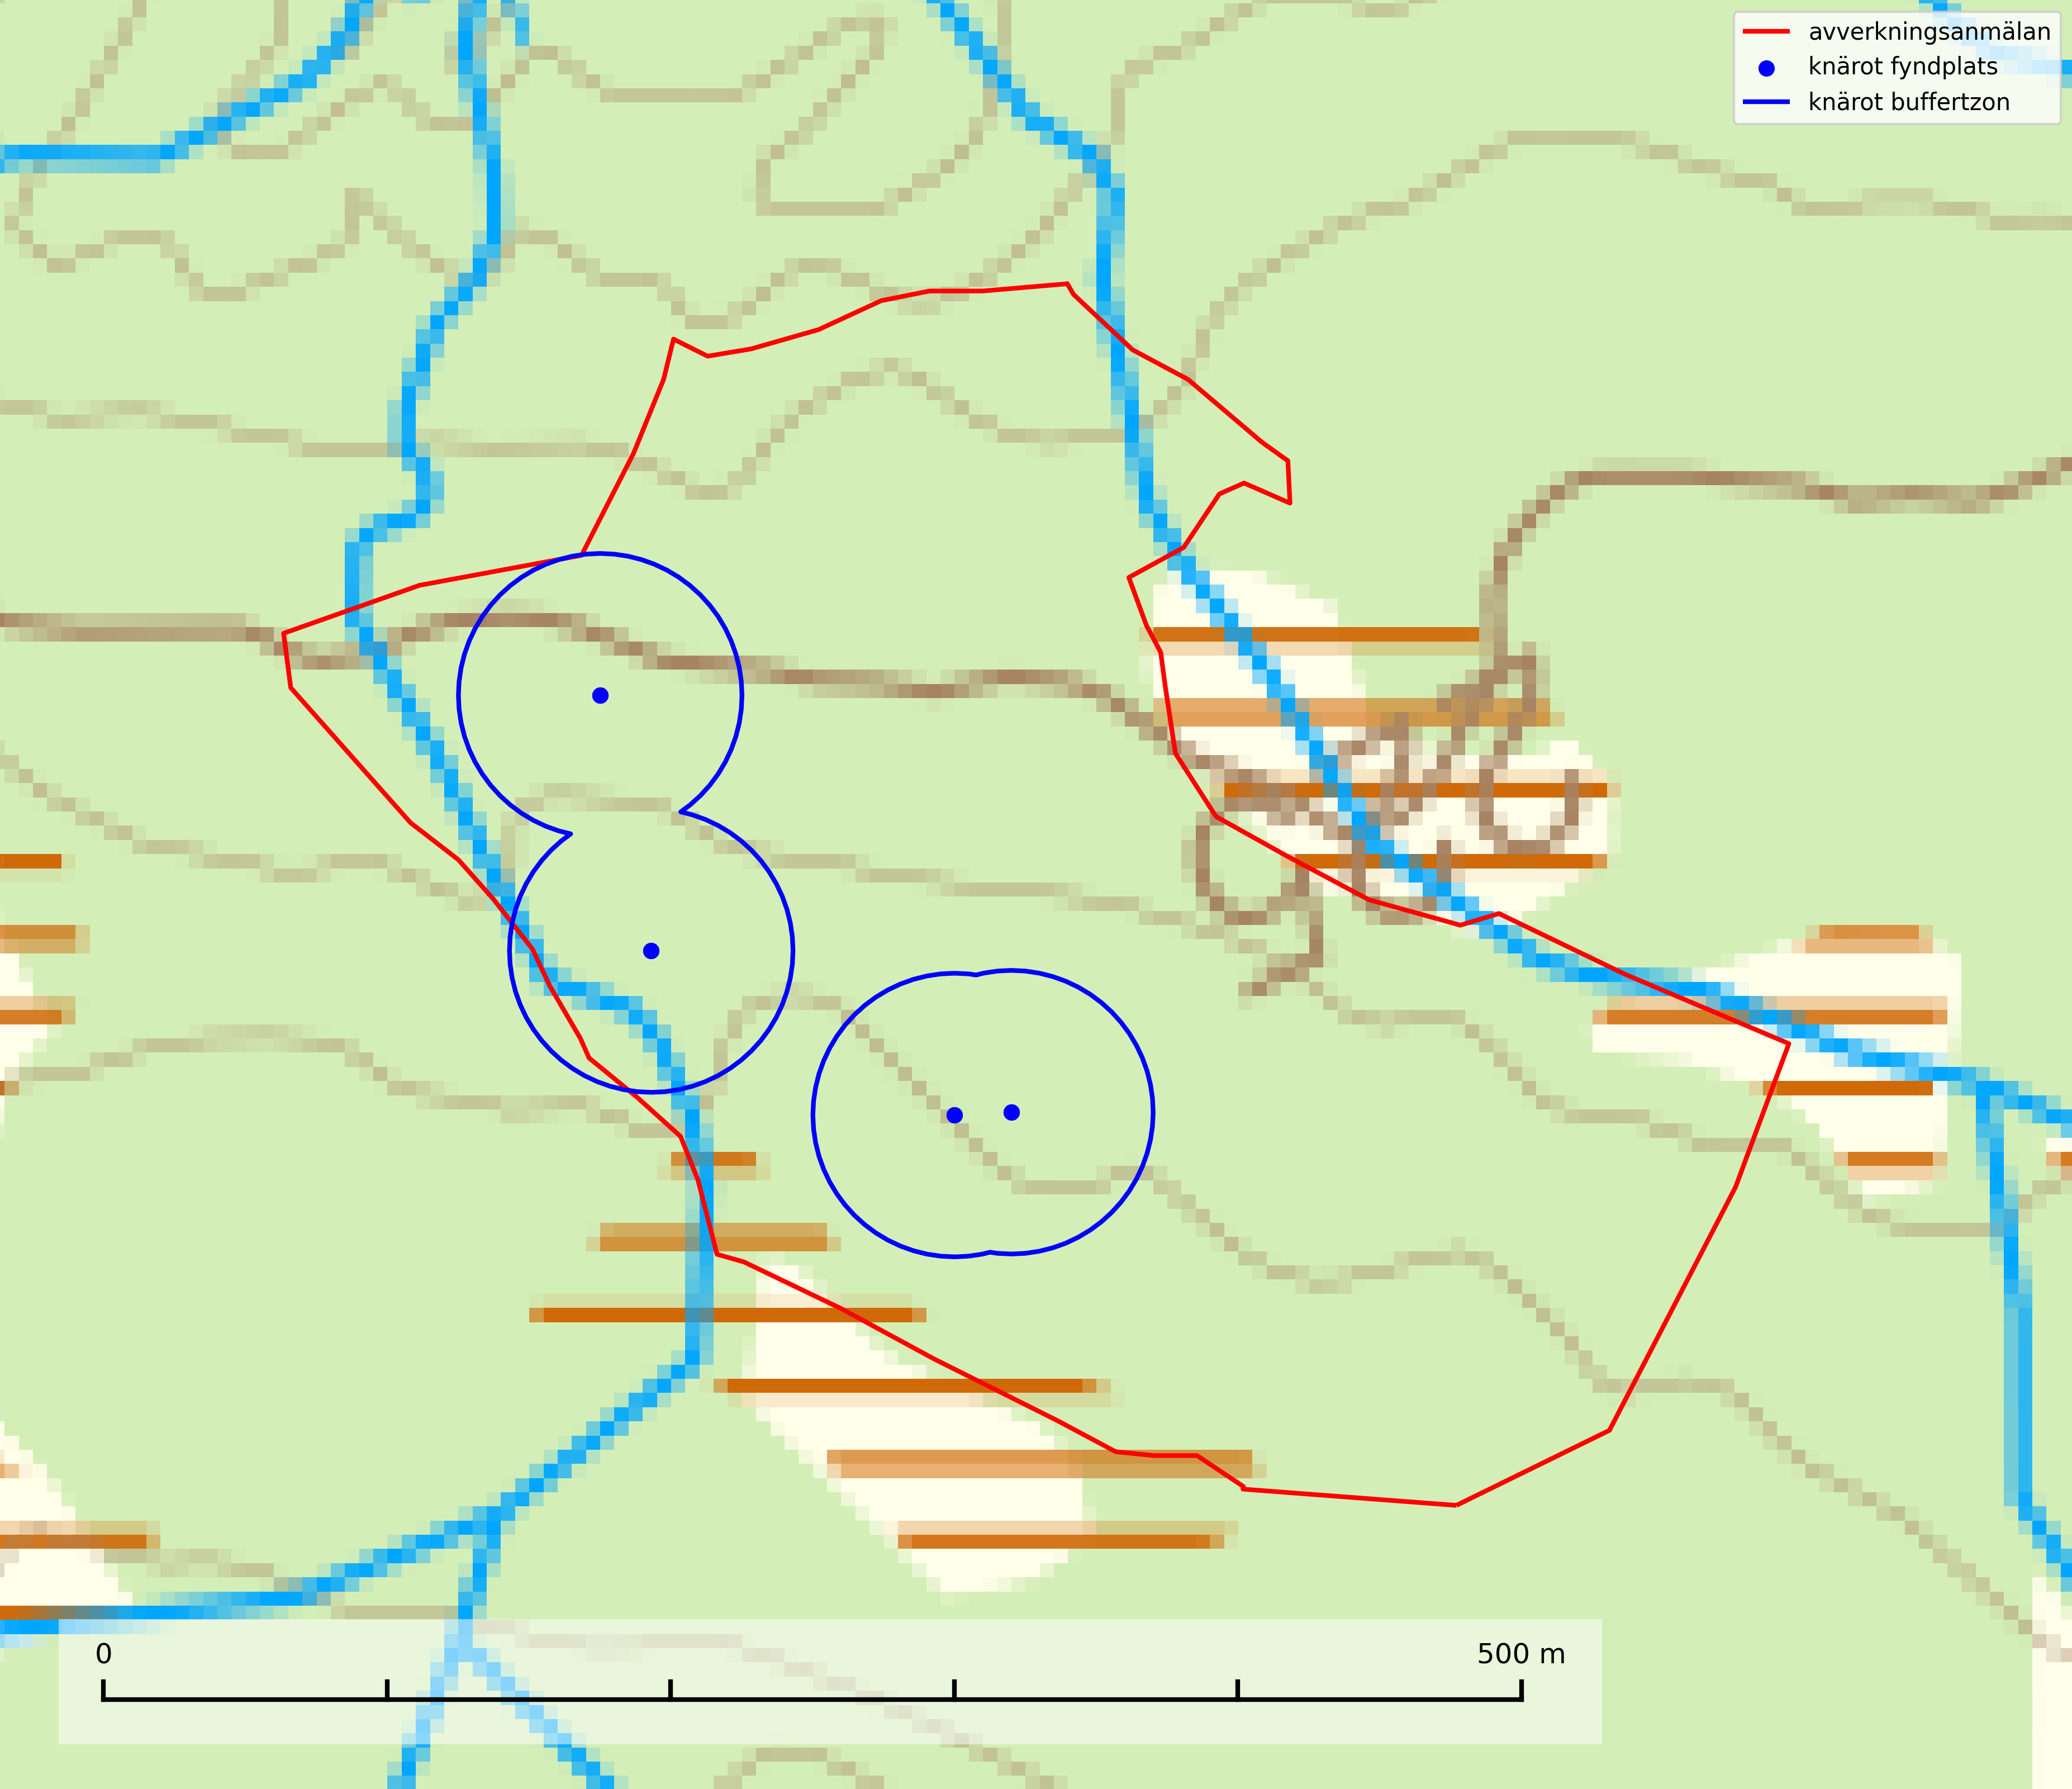 avverkningsanmälan
knärot fyndplats
knärot buffertzon
0
500 m